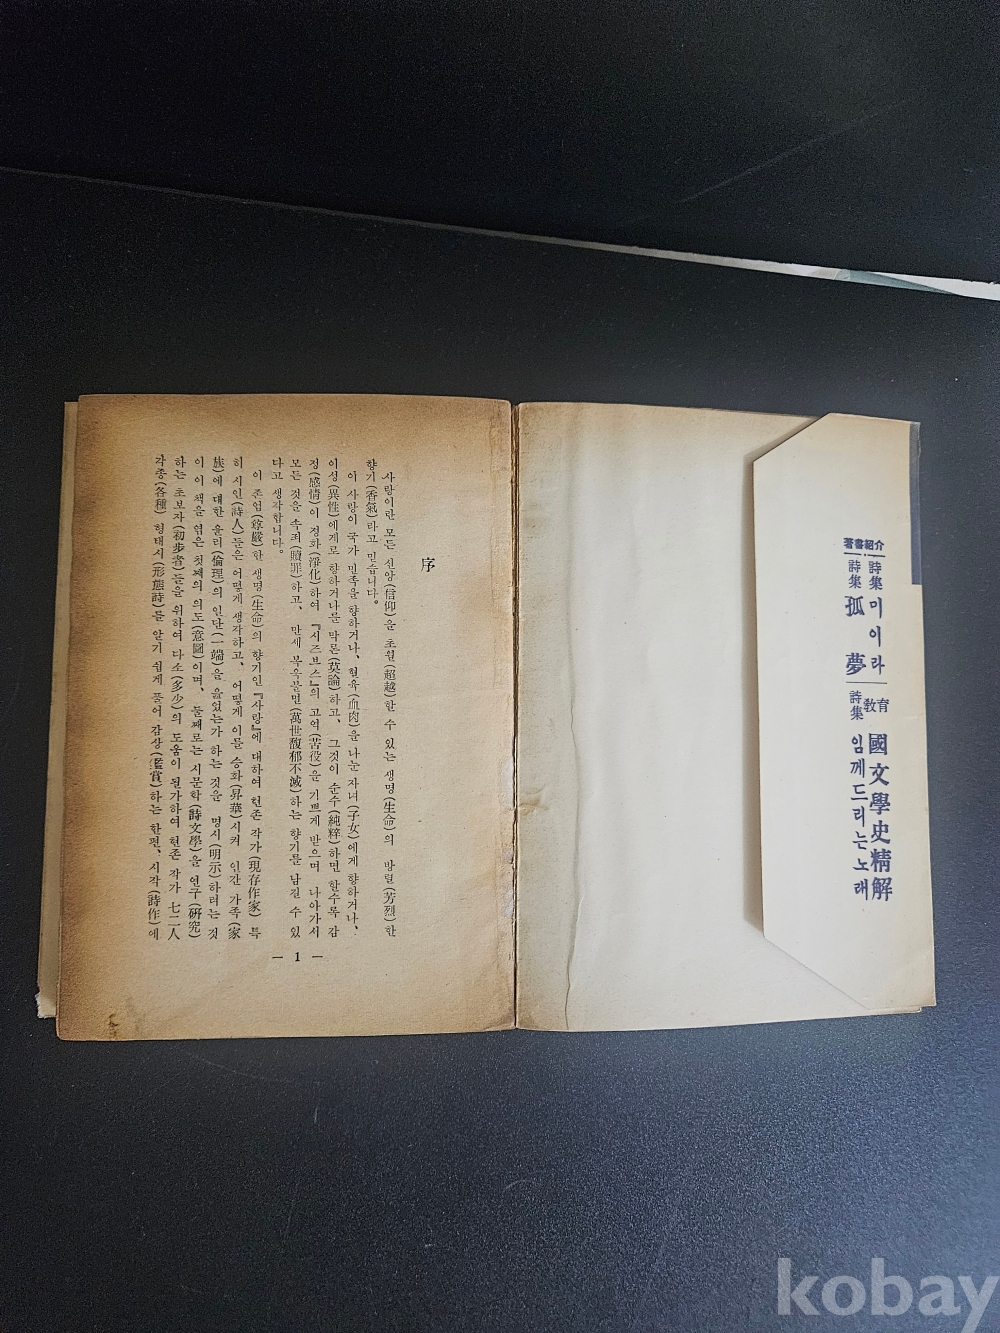 著書紹介
詩集 미이라
詩集 孤夢
教育 國文學史精解
詩集 임께드리는노래
序
사랑이란 모든 신앙(信仰)을 초월(超越)할 수 있는 생명(生命)의 방렬(芳烈)한
향기(香氣)라고 믿습니다.
이 사랑이 국가 민족을 향하거나, 혈육(血肉)을 나눈 자녀(子女)에게 향하거나,
이성(異性)에게로 향하거나를 막론(莫論)하고, 그것이 순수(純粹)하면 할수록 감
정(感情)이 정화(淨化)하여 『시즈브스』의 고역(苦役)을 기쁘게 받으며 나아가서
모든 것을 속죄(贖罪)하고, 만세 복욱불멸(萬世馥郁不滅)하는 향기를 남길 수 있
다고 생각합니다.
이 존엄(尊嚴)한 생명(生命)의 향기인 『사랑』에 대하여 현존 작가(現存作家) 특
히 시인(詩人)들은 어떻게 생각하고, 어떻게 이를 승화(昇華)시켜 인간 가족(家
族)에 대한 윤리(倫理)의 일단(一端)을 읊었는가 하는 것을 명시(明示)하려는 것
이 이 책을 엮은 첫째의 의도(意圖)이며, 둘째로는 시문학(詩文學)을 연구(硏究)
하는 초보자(初步者)들을 위하여 다소(多少)의 도움이 될가하여 현존 작가 七二人
각종(各種) 형태시(形態詩)를 알기 쉽게 풀어 감상(鑑賞)하는 한편, 시작(詩作)에
— 1 —
kobay